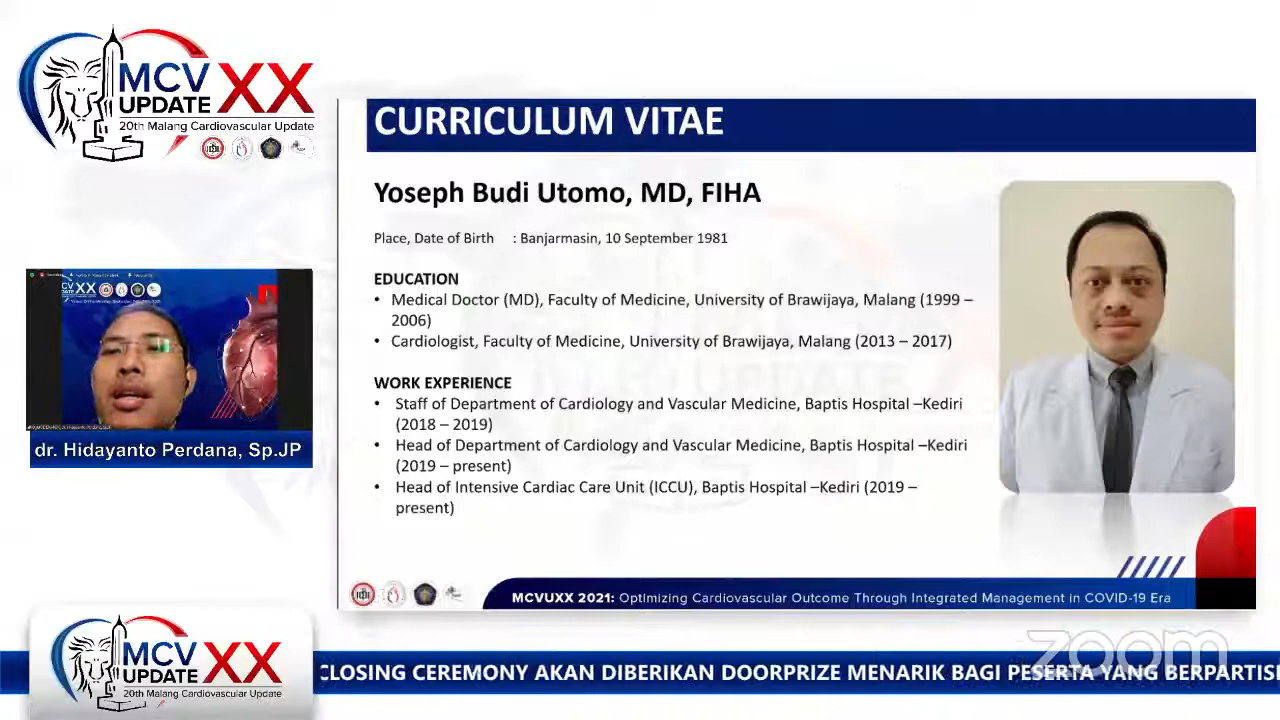 MCV
UPDATE
XX
20th Malang Cardiovascular Update
CURRICULUM VITAE
Yoseph Budi Utomo, MD, FIHA
Place, Date of Birth : Banjarmasin, 10 September 1981
EDUCATION
• Medical Doctor (MD), Faculty of Medicine, University of Brawijaya, Malang (1999 –
2006)
• Cardiologist, Faculty of Medicine, University of Brawijaya, Malang (2013 – 2017)
WORK EXPERIENCE
• Staff of Department of Cardiology and Vascular Medicine, Baptis Hospital –Kediri
(2018 – 2019)
• Head of Department of Cardiology and Vascular Medicine, Baptis Hospital –Kediri
(2019 – present)
• Head of Intensive Cardiac Care Unit (ICCU), Baptis Hospital –Kediri (2019 –
present)
XX
dr. Hidayanto Perdana, Sp.JP
MCVUXX 2021: Optimizing Cardiovascular Outcome Through Integrated Management in COVID-19 Era
zoom
MCV
UPDATE
XX
20th Malang Cardiovascular Update
CLOSING CEREMONY AKAN DIBERIKAN DOORPRIZE MENARIK BAGI PESERTA YANG BERPARTISI